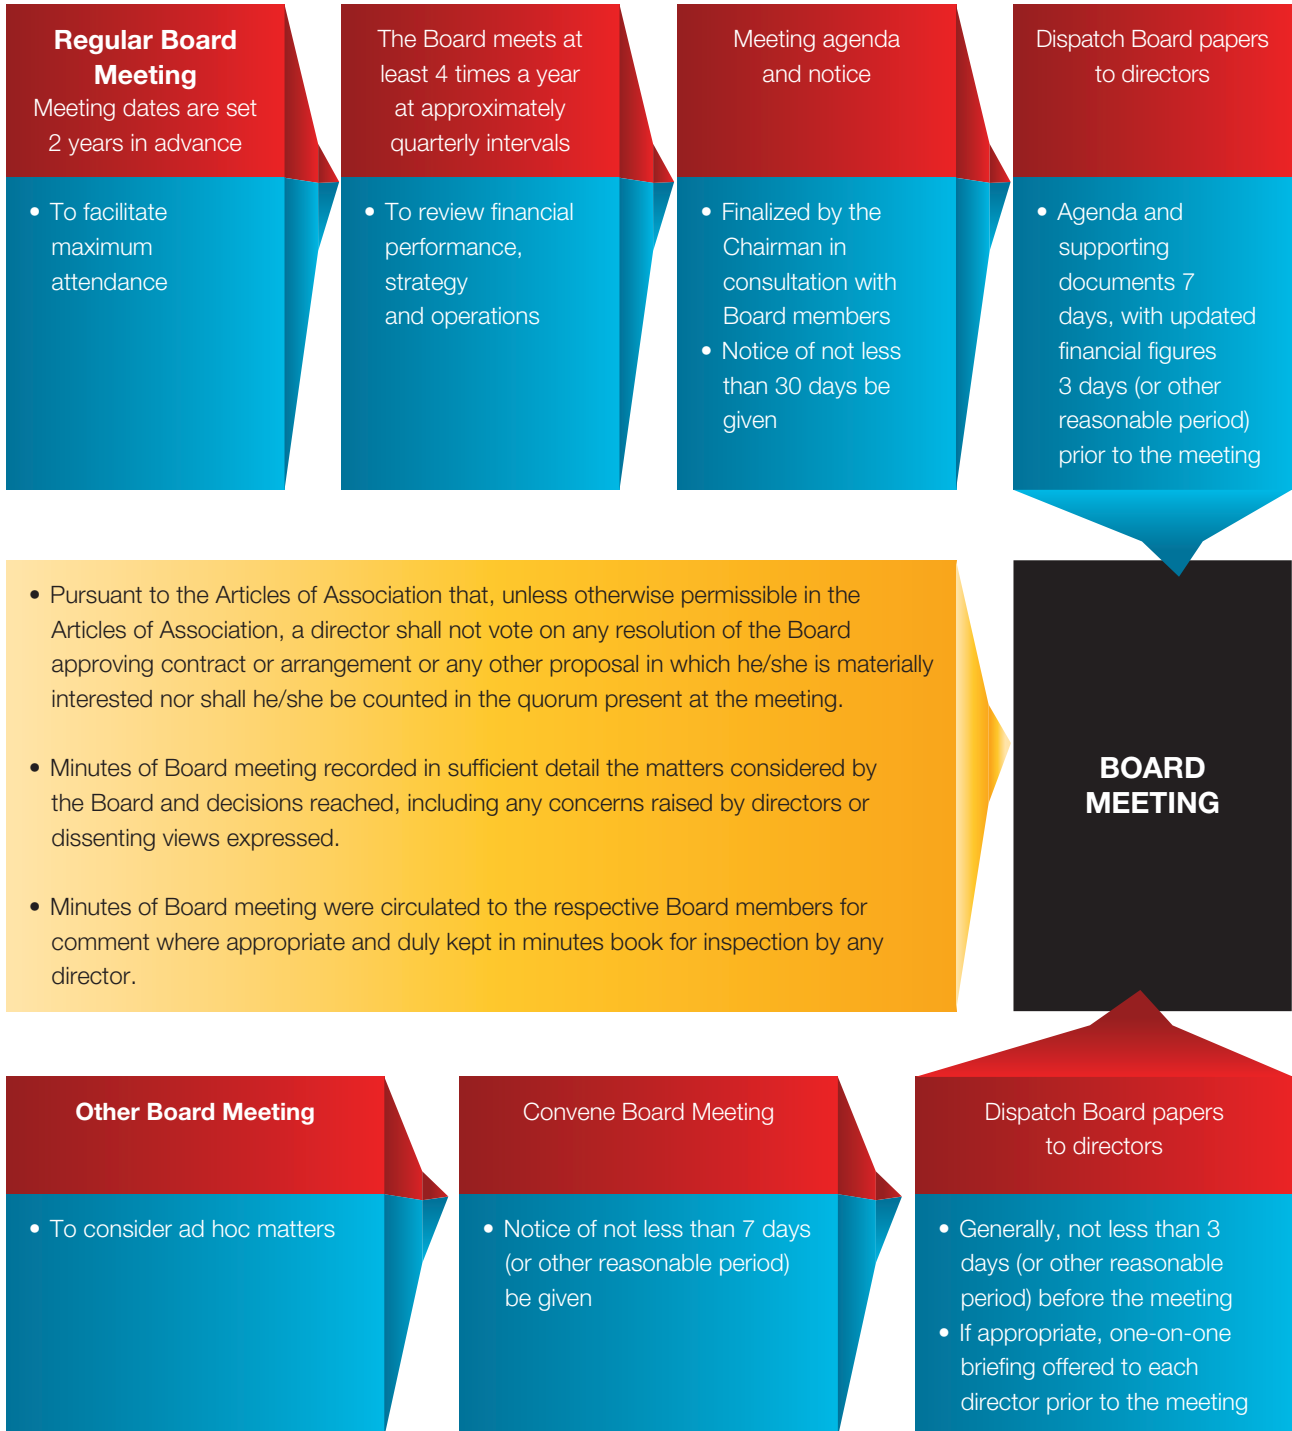 Regular Board
Meeting
Meeting dates are set
2 years in advance
• To facilitate
maximum
attendance
The Board meets at
least 4 times a year
at approximately
quarterly intervals
• To review financial
performance,
strategy
and operations
Meeting agenda
and notice
• Finalized by the
Chairman in
consultation with
Board members
• Notice of not less
than 30 days be
given
Dispatch Board papers
to directors
• Agenda and
supporting
documents 7
days, with updated
financial figures
3 days (or other
reasonable period)
prior to the meeting
• Pursuant to the Articles of Association that, unless otherwise permissible in the
Articles of Association, a director shall not vote on any resolution of the Board
approving contract or arrangement or any other proposal in which he/she is materially
interested nor shall he/she be counted in the quorum present at the meeting.
• Minutes of Board meeting recorded in sufficient detail the matters considered by
the Board and decisions reached, including any concerns raised by directors or
dissenting views expressed.
• Minutes of Board meeting were circulated to the respective Board members for
comment where appropriate and duly kept in minutes book for inspection by any
director.
BOARD
MEETING
Other Board Meeting
• To consider ad hoc matters
Convene Board Meeting
• Notice of not less than 7 days
(or other reasonable period)
be given
Dispatch Board papers
to directors
• Generally, not less than 3
days (or other reasonable
period) before the meeting
• If appropriate, one-on-one
briefing offered to each
director prior to the meeting